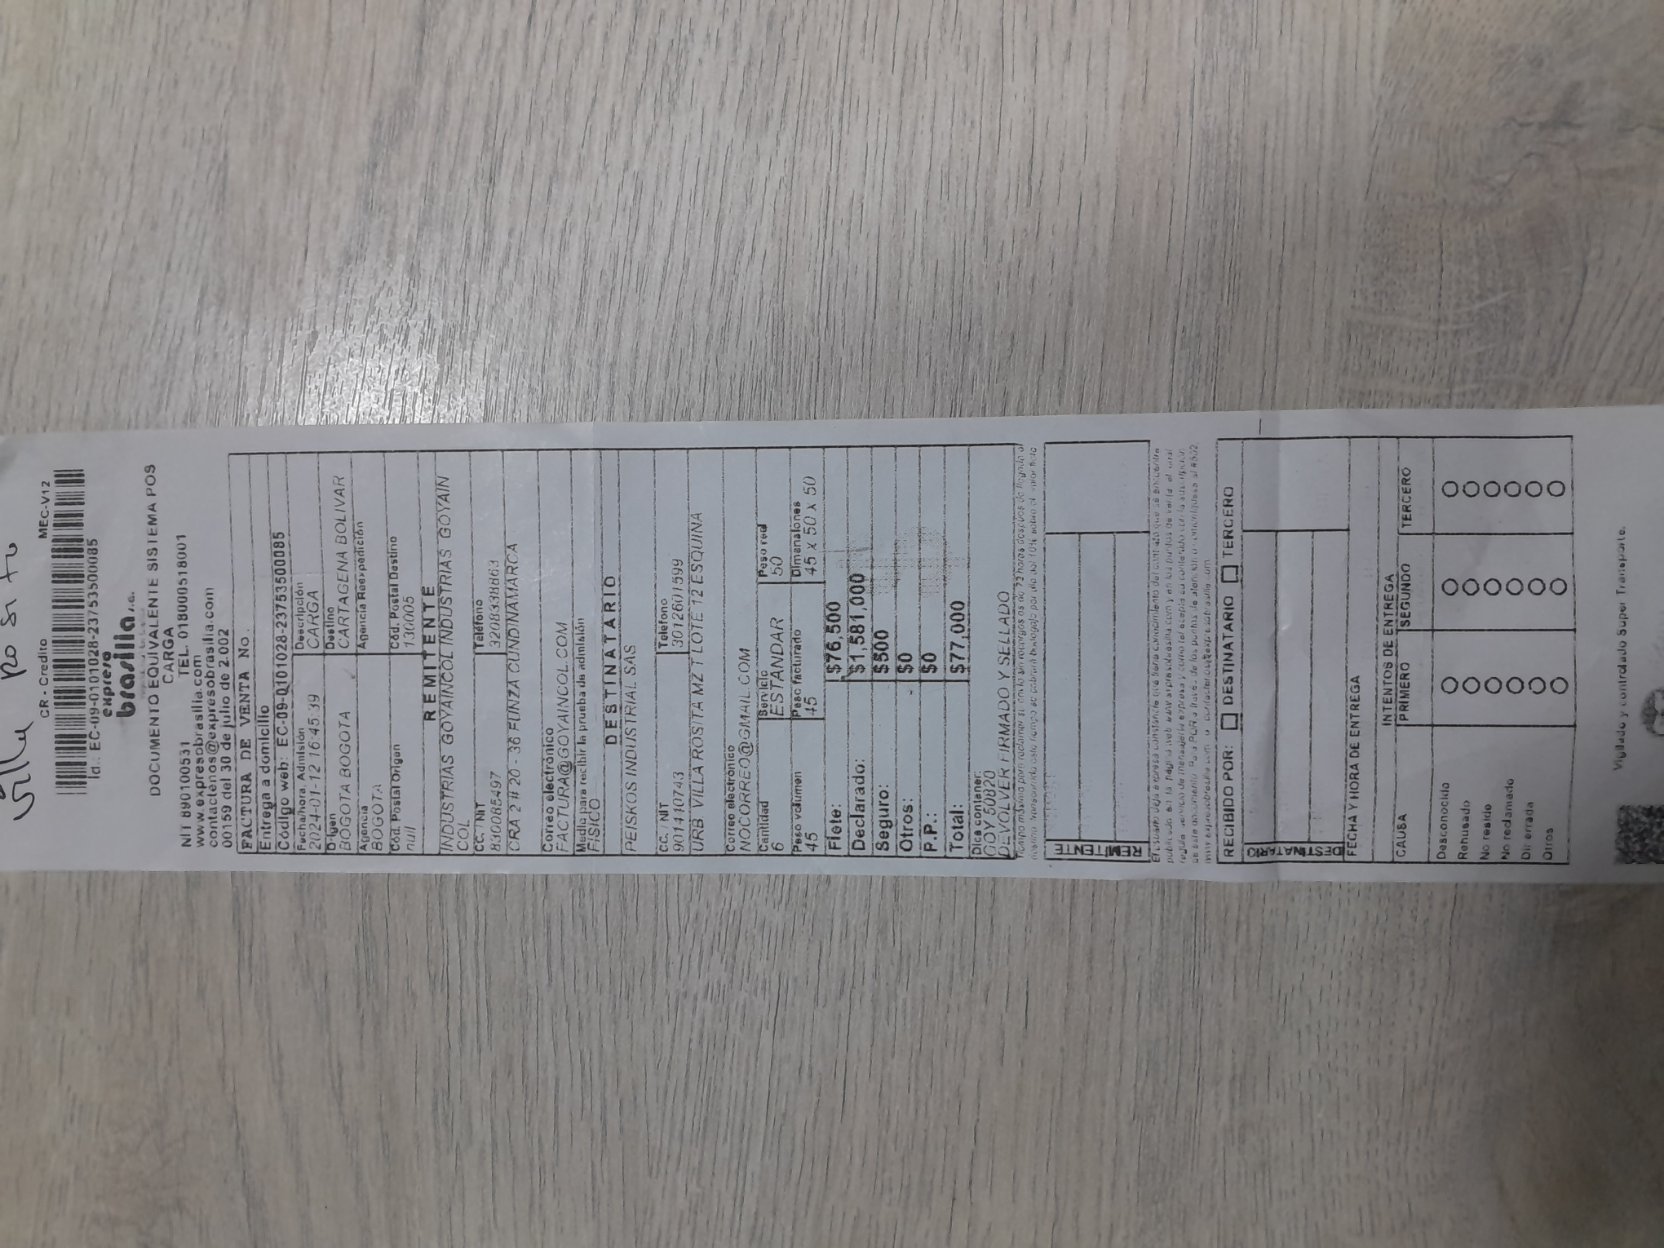 CR - Credito MEC-V12
Id.: EC-09-0101028-23753500085
expreso
brasilia s.a.
DOCUMENTO EQUIVALENTE SISTEMA POS
CARGA
NIT 890100531 TEL. 018000518001
www.expresobrasilia.com
contactenos@expresobrasilia.com
00159 del 30 de julio de 2.002
FACTURA DE VENTA No.
Entrega a domicilio
Código web: EC-09-0101028-23753500085
Fecha/hora. Admisión Descripción
2024-01-12 16:45:39 CARGA
Origen Destino
BOGOTA BOGOTA CARTAGENA BOLIVAR
Agencia Agencia Reexpedición
BOGOTA
Cód. Postal Origen Cód. Postal Destino
null 130005
REMITENTE
INDUSTRIAS GOYAINCOL INDUSTRIAS GOYAIN
COL
CC. / NIT Teléfono
830085497 3208338863
CRA 2 # 20 - 36 FUNZA CUNDINAMARCA
Correo electrónico
FACTURA@GOYAINCOL.COM
Medio para recibir la prueba de admisión
FISICO
DESTINATARIO
PEISKOS INDUSTRIAL SAS
CC. / NIT Teléfono
901410743 3012601599
URB VILLA ROSITA MZ T LOTE 12 ESQUINA
Correo electrónico
NOCORREO@GMAIL.COM
Cantidad Servicio Peso real
6 ESTANDAR 50
Peso volumen Peso facturado Dimensiones
45 45 45 x 50 x 50
Flete: $76,500
Declarado: $1,581,000
Seguro: $500
Otros: $0
P.P.: $0
Total: $77,000
Dice contener:
GOY 50820
DEVOLVER FIRMADO Y SELLADO
REMITENTE
RECIBIDO POR: DESTINATARIO TERCERO
DESTINATARIO
FECHA Y HORA DE ENTREGA
INTENTOS DE ENTREGA
CAUSA PRIMERO SEGUNDO TERCERO
Desconocido
Rehusado
No reside
No reclamado
Dir errada
Otros
Vigilado y controlado Super Transporte.